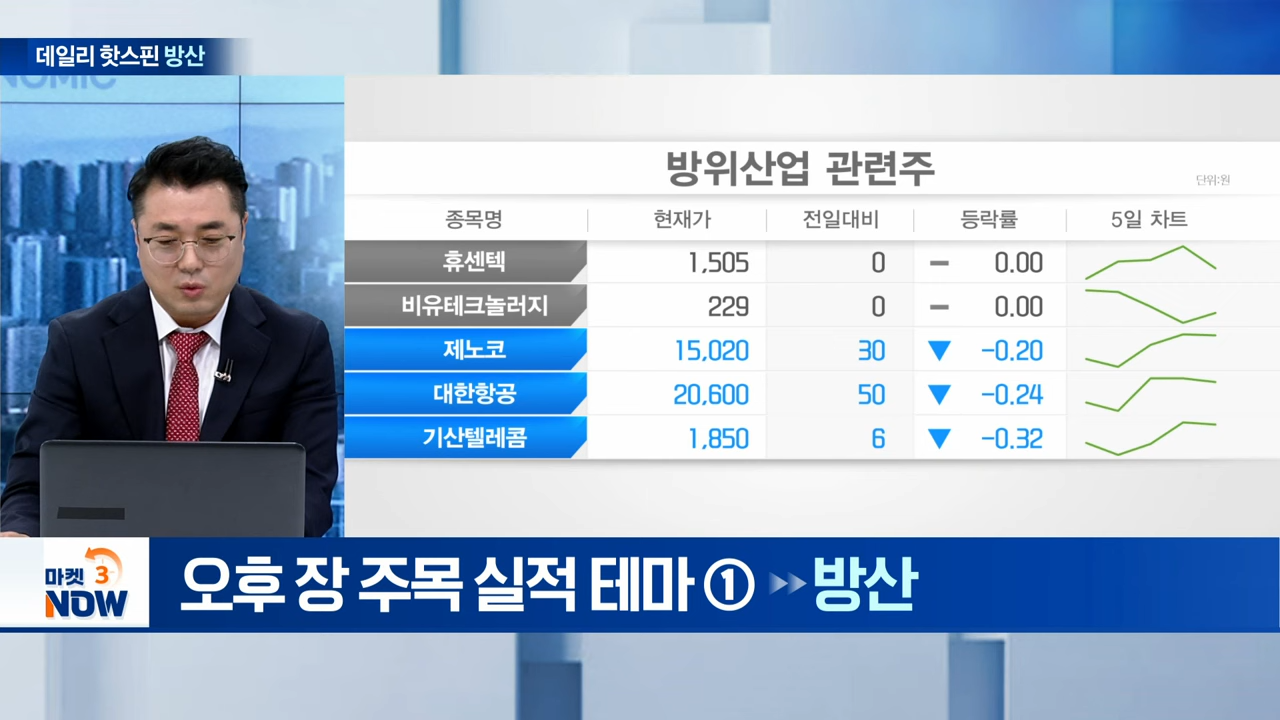 데일리 핫스핀 방산
NOMIC
방위산업 관련주
단위:원
종목명 현재가 전일대비 등락률 5일 차트
휴센텍 1,505 0 - 0.00
비유테크놀러지 229 0 - 0.00
제노코 15,020 30 ▼ -0.20
대한항공 20,600 50 ▼ -0.24
기산텔레콤 1,850 6 ▼ -0.32
마켓 3
NOW
오후 장 주목 실적 테마 ① ▶▶ 방산